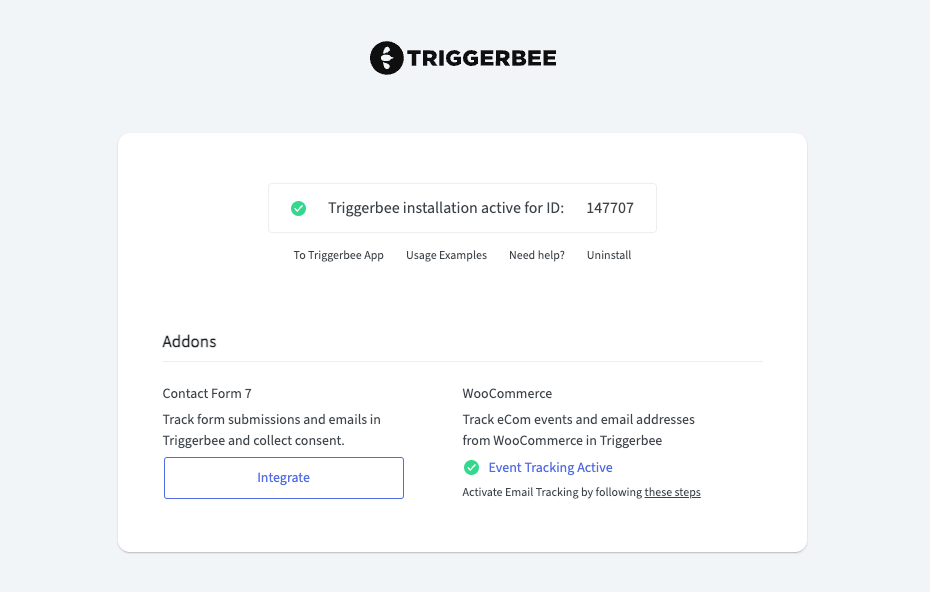 TRIGGERBEE
Triggerbee installation active for ID: 147707
To Triggerbee App Usage Examples Need help? Uninstall
Addons
Contact Form 7
Track form submissions and emails in
Triggerbee and collect consent.
Integrate
WooCommerce
Track eCom events and email addresses
from WooCommerce in Triggerbee
Event Tracking Active
Activate Email Tracking by following these steps